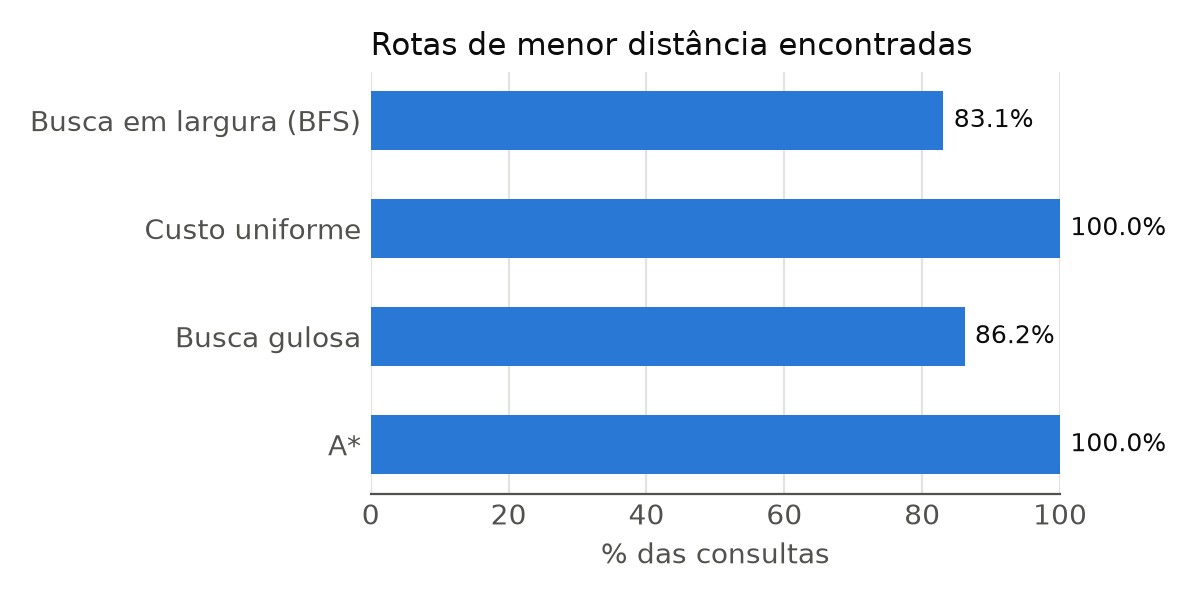 Rotas de menor distância encontradas
Busca em largura (BFS)
83.1%
Custo uniforme
100.0%
Busca gulosa
86.2%
A*
100.0%
0 20 40 60 80 100
% das consultas